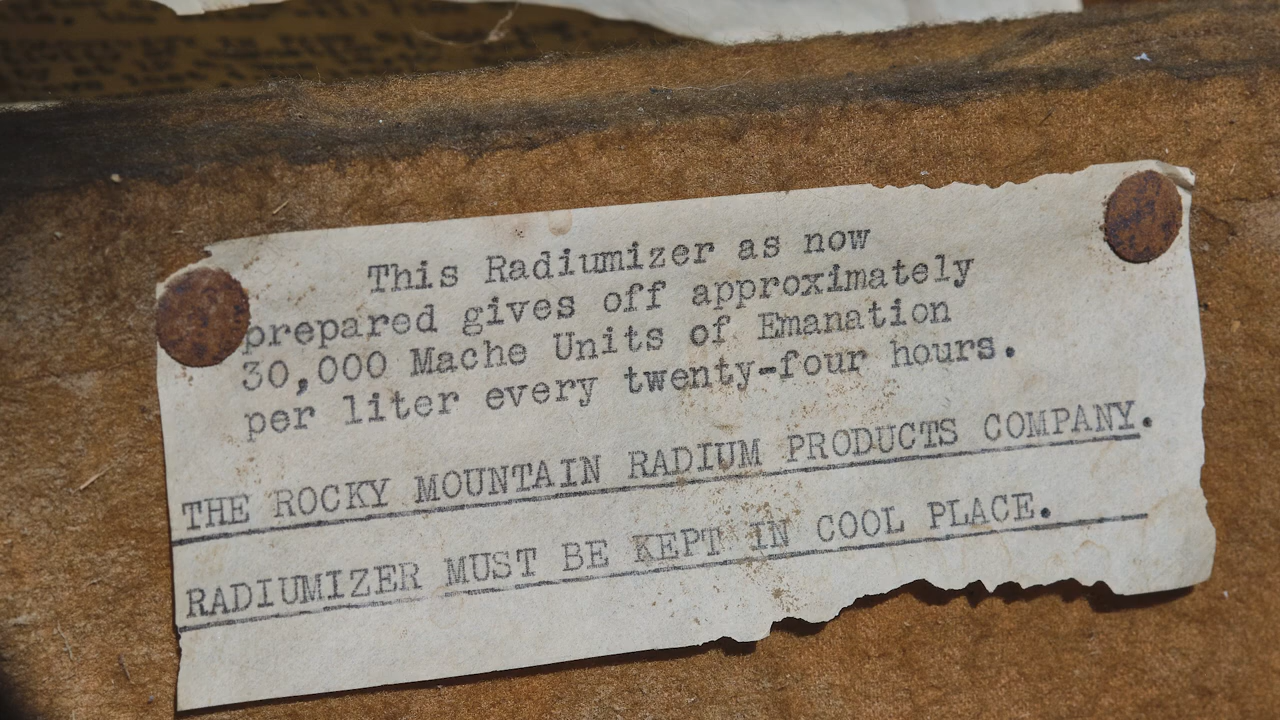 This Radiumizer as now
prepared gives off approximately
30,000 Mache Units of Emanation
per liter every twenty-four hours.
THE ROCKY MOUNTAIN RADIUM PRODUCTS COMPANY.
RADIUMIZER MUST BE KEPT IN COOL PLACE.